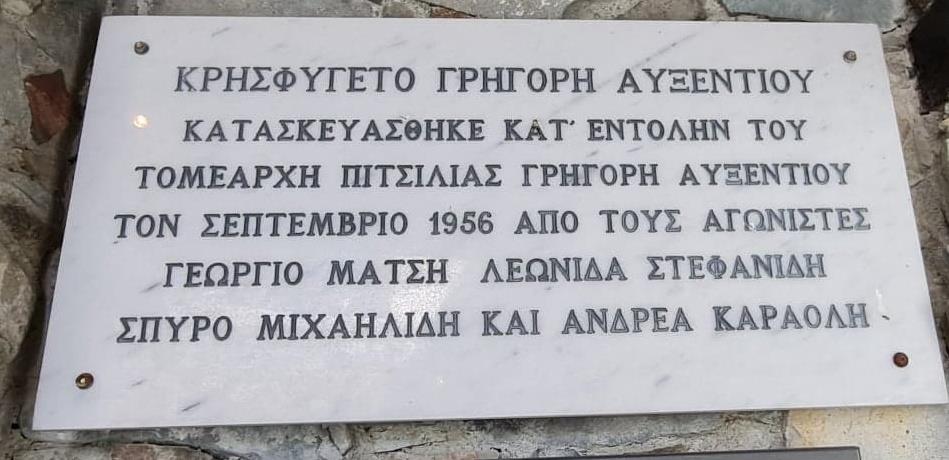 ΚΡΗΣΦΥΓΕΤΟ ΓΡΗΓΟΡΗ ΑΥΞΕΝΤΙΟΥ
ΚΑΤΑΣΚΕΥΑΣΘΗΚΕ ΚΑΤ΄ ΕΝΤΟΛΗΝ ΤΟΥ
ΤΟΜΕΑΡΧΗ ΠΙΤΣΙΛΙΑΣ ΓΡΗΓΟΡΗ ΑΥΞΕΝΤΙΟΥ
ΤΟΝ ΣΕΠΤΕΜΒΡΙΟ 1956 ΑΠΟ ΤΟΥΣ ΑΓΩΝΙΣΤΕΣ
ΓΕΩΡΓΙΟ ΜΑΤΣΗ ΛΕΩΝΙΔΑ ΣΤΕΦΑΝΙΔΗ
ΣΠΥΡΟ ΜΙΧΑΗΛΙΔΗ ΚΑΙ ΑΝΔΡΕΑ ΚΑΡΑΟΛΗ